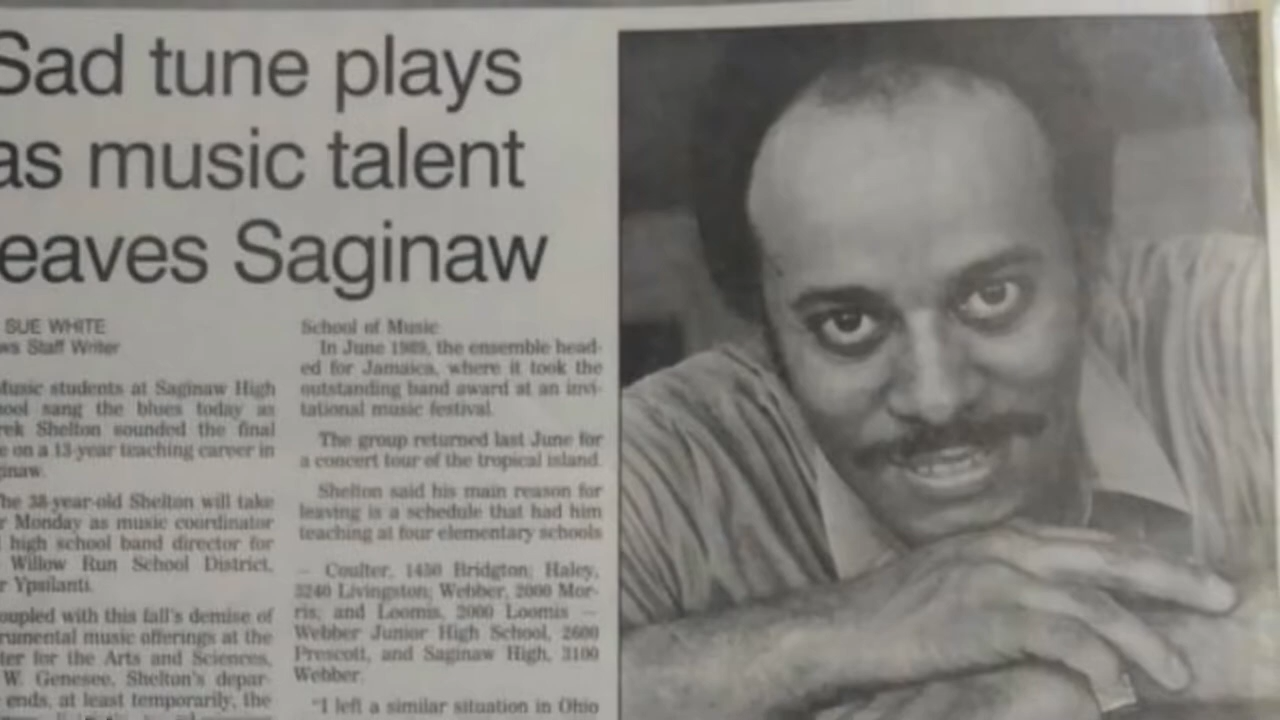 Sad tune plays
as music talent
eaves Saginaw
SUE WHITE
ws Staff Writer
Music students at Saginaw High
ool sang the blues today as
rek Shelton sounded the final
e on a 13-year teaching career in
ginaw.
he 38-year-old Shelton will take
r Monday as music coordinator
high school band director for
Willow Run School District,
r Ypsilanti.
oupled with this fall's demise of
rumental music offerings at the
ter for the Arts and Sciences,
W. Genesee, Shelton's depar-
ends, at least temporarily, the
School of Music
In June 1989, the ensemble head-
ed for Jamaica, where it took the
outstanding band award at an invi-
tational music festival.
The group returned last June for
a concert tour of the tropical island.
Shelton said his main reason for
leaving is a schedule that had him
teaching at four elementary schools
— Coulter, 1450 Bridgton; Haley,
3240 Livingston; Webber, 2000 Mor-
ris; and Loomis, 2000 Loomis —
Webber Junior High School, 2600
Prescott, and Saginaw High, 3100
Webber.
"I left a similar situation in Ohio